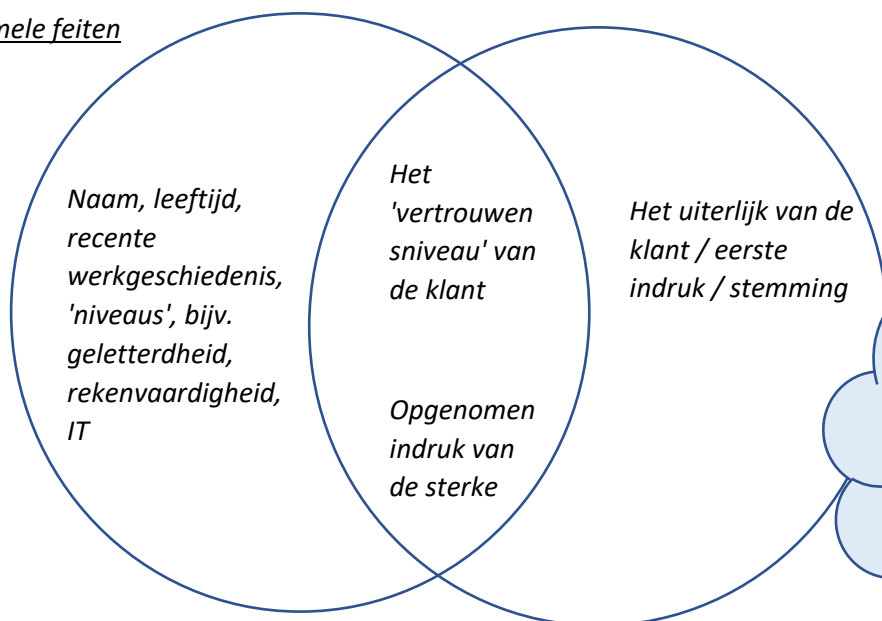 mele feiten
Naam, leeftijd,
recente
werkgeschiedenis,
'niveaus', bijv.
geletterdheid,
rekenvaardigheid,
IT
Het
'vertrouwen
sniveau' van
de klant
Opgenomen
indruk van
de sterke
Het uiterlijk van de
klant / eerste
indruk / stemming